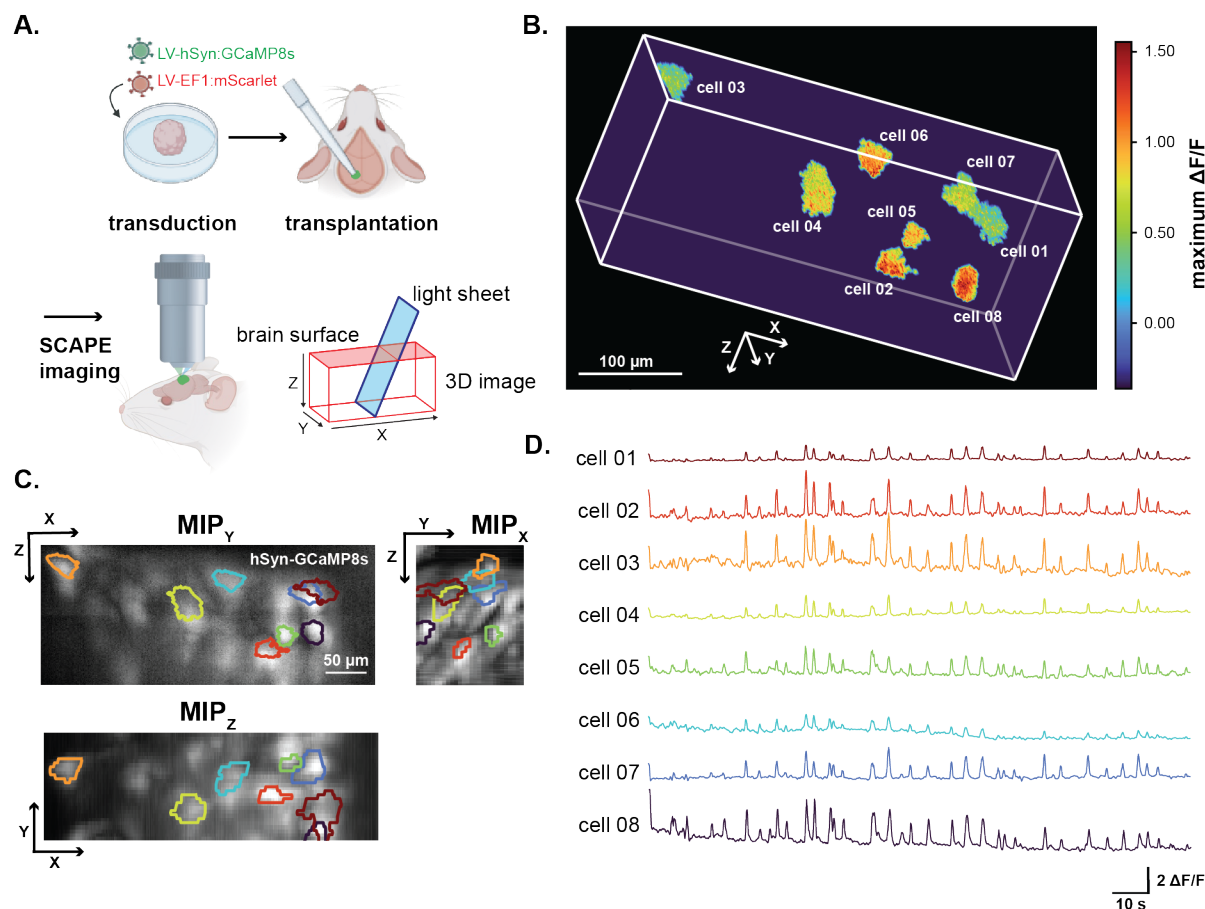 A.
LV-hSyn:GCaMP8s
LV-EF1:mScarlet
transduction
transplantation
SCAPE
imaging
light sheet
brain surface
3D image
Z
Y
X
B.
cell 03
cell 06
cell 07
cell 04
cell 05
cell 01
cell 02
cell 08
X
Z
Y
100 µm
1.50
1.00
0.50
0.00
maximum ΔF/F
C.
X
Z
MIPY
hSyn-GCaMP8s
50 µm
Y
Z
MIPX
MIPZ
Y
X
D.
cell 01
cell 02
cell 03
cell 04
cell 05
cell 06
cell 07
cell 08
2 ΔF/F
10 s